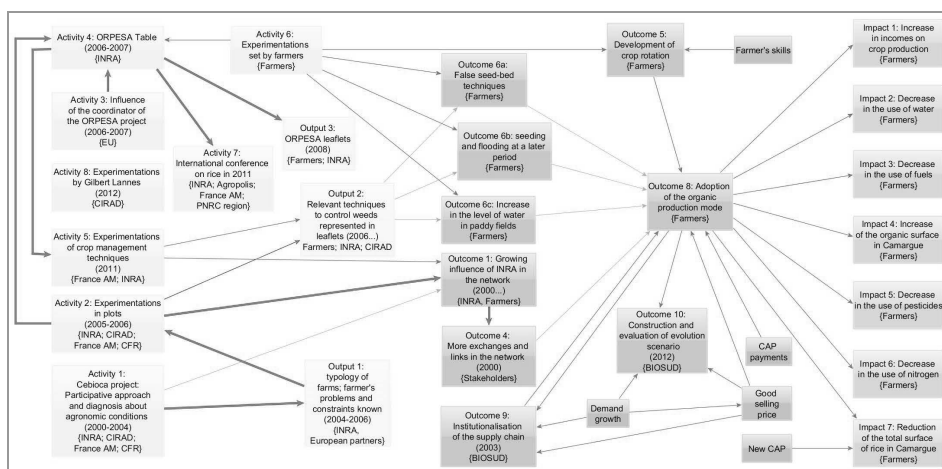 Activity 4: ORPESA Table
(2006-2007)
{INRA}
Activity 3: Influence
of the coordinator of
the ORPESA project
(2006-2007)
{EU}
Activity 8: Experimentations
by Gilbert Lannes
(2012)
{CIRAD}
Activity 5: Experimentations
of crop management
techniques
(2011)
{France AM; INRA}
Activity 2: Experimentations
in plots
(2005-2006)
{INRA; CIRAD;
France AM; CFR}
Activity 1:
Cebioca project:
Participative approach
and diagnosis about
agronomic conditions
(2000-2004)
{INRA; CIRAD;
France AM; CFR}
Activity 6:
Experimentations
set by farmers
{Farmers}
Activity 7:
International conference
on rice in 2011
{INRA; Agropolis;
France AM;
PNRC region}
Output 3:
ORPESA leaflets
(2008)
{Farmers; INRA}
Output 2:
Relevant techniques
to control weeds
represented in
leaflets (2006...)
Farmers; INRA; CIRAD
Output 1:
typology of
farms; farmer's
problems and
constraints known
(2004-2006)
{INRA,
European partners}
Outcome 6a:
False seed-bed
techniques
{Farmers}
Outcome 6b: seeding
and flooding at a later
period
{Farmers}
Outcome 6c: Increase
in the level of water
in paddy fields
{Farmers}
Outcome 1: Growing
influence of INRA in
the network
(2000...)
{INRA, Farmers}
Outcome 4:
More exchanges and
links in the network
(2000)
{Stakeholders}
Outcome 9:
Institutionalisation
of the supply chain
(2003)
{BIOSUD}
Outcome 5:
Development of
crop rotation
{Farmers}
Farmer's skills
Outcome 8: Adoption of
the organic
production mode
{Farmers}
Outcome 10:
Construction and
evaluation of evolution
scenario
(2012)
{BIOSUD}
Demand
growth
CAP
payments
Good
selling
price
New CAP
Impact 1: Increase
in incomes on
crop production
{Farmers}
Impact 2: Decrease
in the use of water
{Farmers}
Impact 3: Decrease
in the use of fuels
{Farmers}
Impact 4: Increase
of the organic surface
in Camargue
{Farmers}
Impact 5: Decrease
in the use of pesticides
{Farmers}
Impact 6: Decrease
in the use of nitrogen
{Farmers}
Impact 7: Reduction
of the total surface
of rice in Camargue
{Farmers}